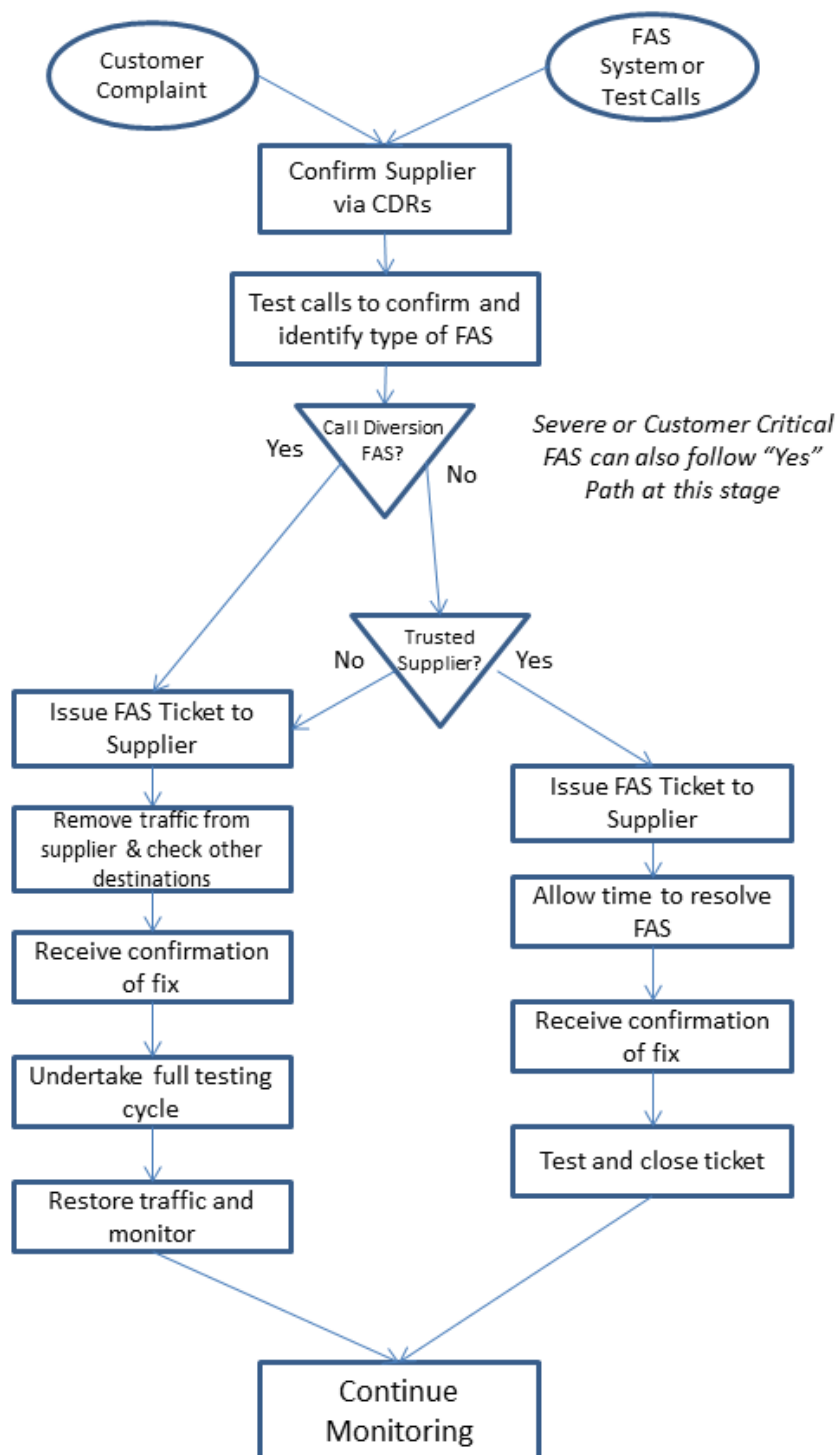 Customer
Complaint
FAS
System or
Test Calls
Confirm Supplier
via CDRs
Test calls to confirm and
identify type of FAS
Call Diversion
FAS?
Yes
No
Severe or Customer Critical
FAS can also follow “Yes”
Path at this stage
Trusted
Supplier?
No
Yes
Issue FAS Ticket to
Supplier
Remove traffic from
supplier & check other
destinations
Receive confirmation
of fix
Undertake full testing
cycle
Restore traffic and
monitor
Issue FAS Ticket to
Supplier
Allow time to resolve
FAS
Receive confirmation
of fix
Test and close ticket
Continue
Monitoring